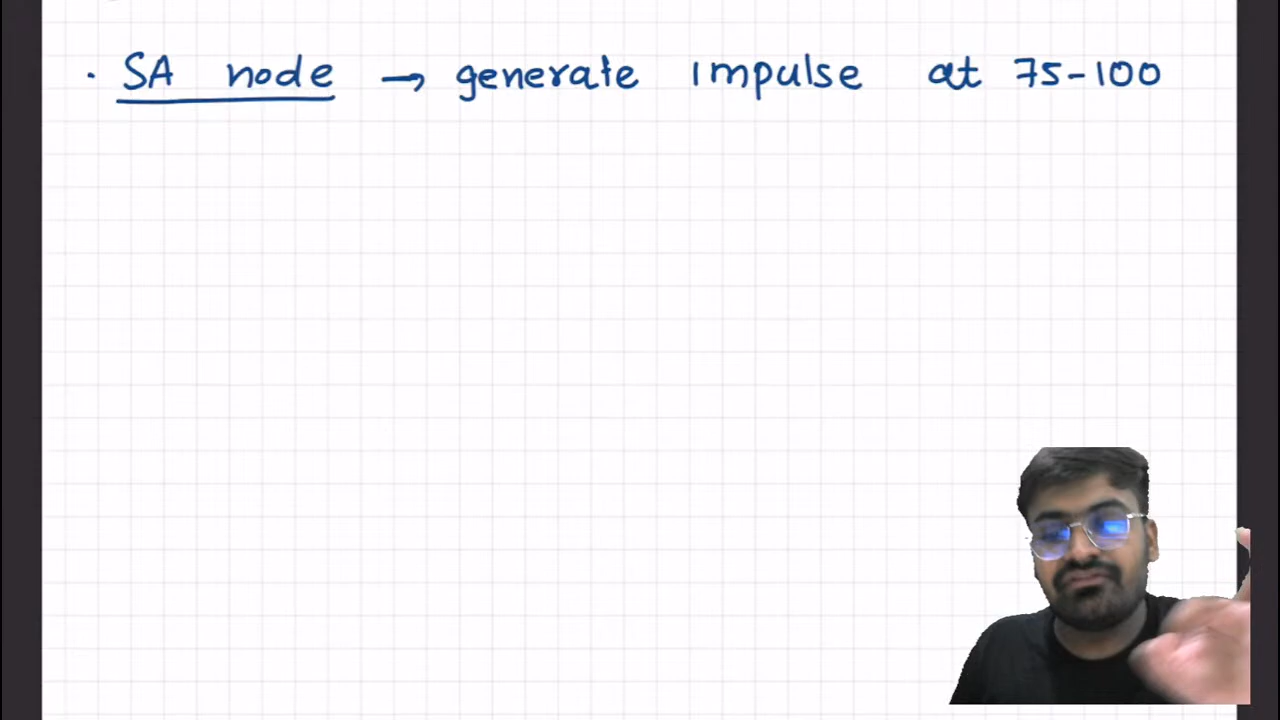 · SA node → generate impulse at 75-100